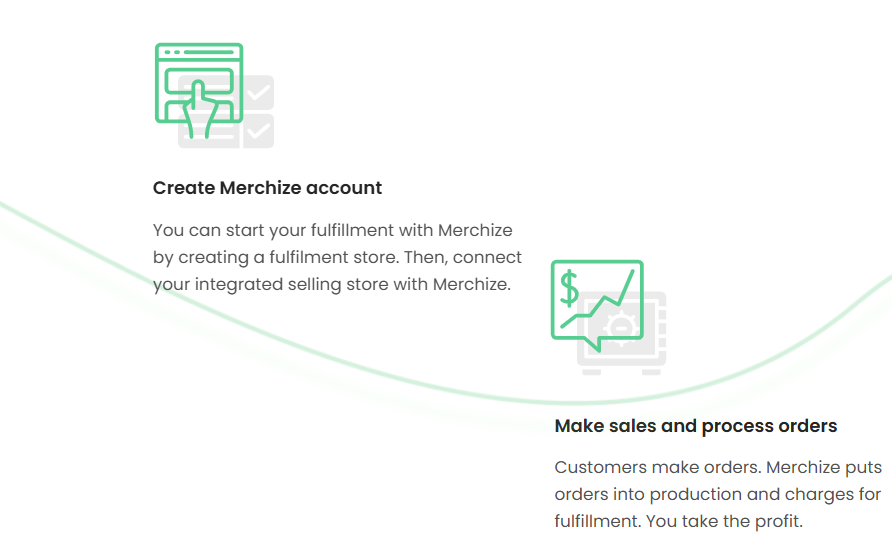 Create Merchize account
You can start your fulfillment with Merchize
by creating a fulfilment store. Then, connect
your integrated selling store with Merchize.
$
Make sales and process orders
Customers make orders. Merchize puts
orders into production and charges for
fulfillment. You take the profit.